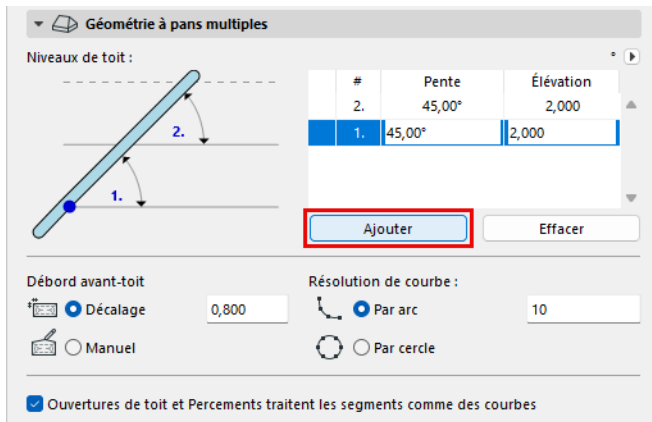 Géométrie à pans multiples
Niveaux de toit :
°
# Pente Élévation
2. 45,00° 2,000
1. 45,00° 2,000
2.
1.
Ajouter Effacer
Débord avant-toit Résolution de courbe :
Décalage 0,800 Par arc 10
Manuel Par cercle
Ouvertures de toit et Percements traitent les segments comme des courbes